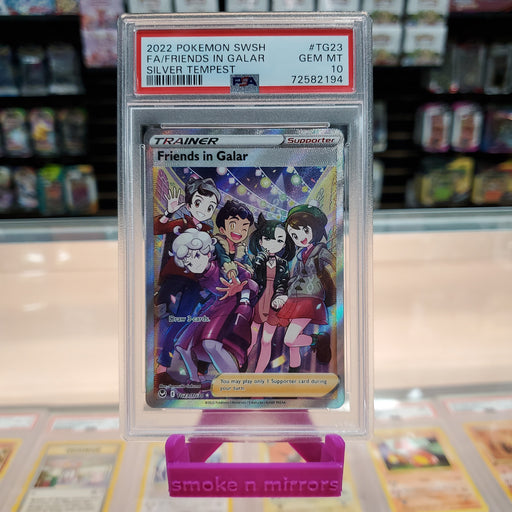 2022 POKEMON SWSH #TG23
FA/FRIENDS IN GALAR GEM MT
SILVER TEMPEST 10
PSA 72582194
TRAINER Supporter
Friends in Galar
Draw 3 cards.
You may play only 1 Supporter card during
your turn.
smoke n mirrors